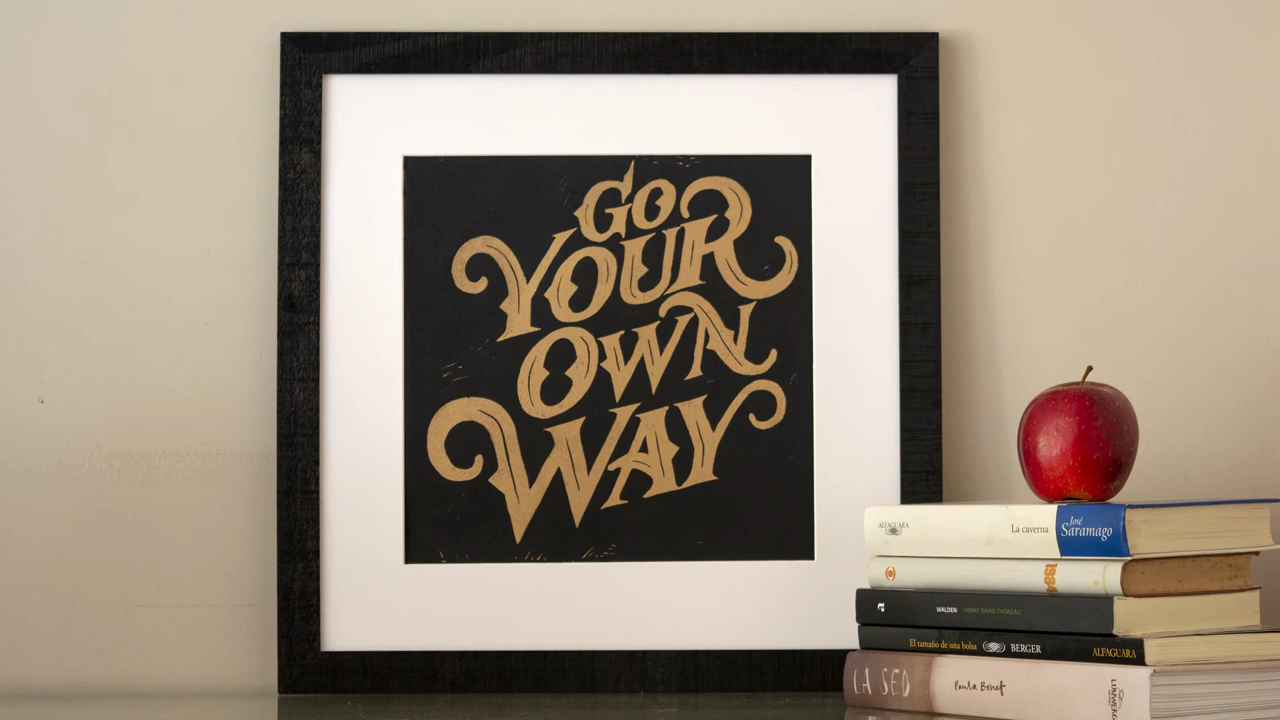 GO
YOUR
OWN
WAY
ALFAGUARA La caverna José Saramago
1984
WALDEN HENRY DAVID THOREAU
El tamaño de una bolsa BERGER ALFAGUARA
LA SED Paula Bonet LUNWERG